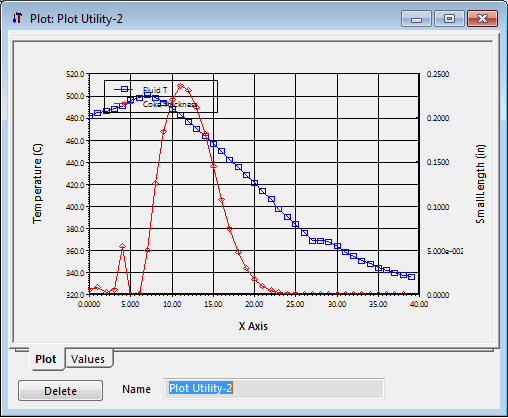 Plot: Plot Utility-2
Temperature (C)
520.0
500.0
480.0
460.0
440.0
420.0
400.0
380.0
360.0
340.0
320.0
Fluid T
Coke thickness
0.2500
0.2000
0.1500
0.1000
5.000e-002
0.0000
SmallLength (in)
0.0000 5.000 10.00 15.00 20.00 25.00 30.00 35.00 40.00
X Axis
Plot Values
Delete Name Plot Utility-2